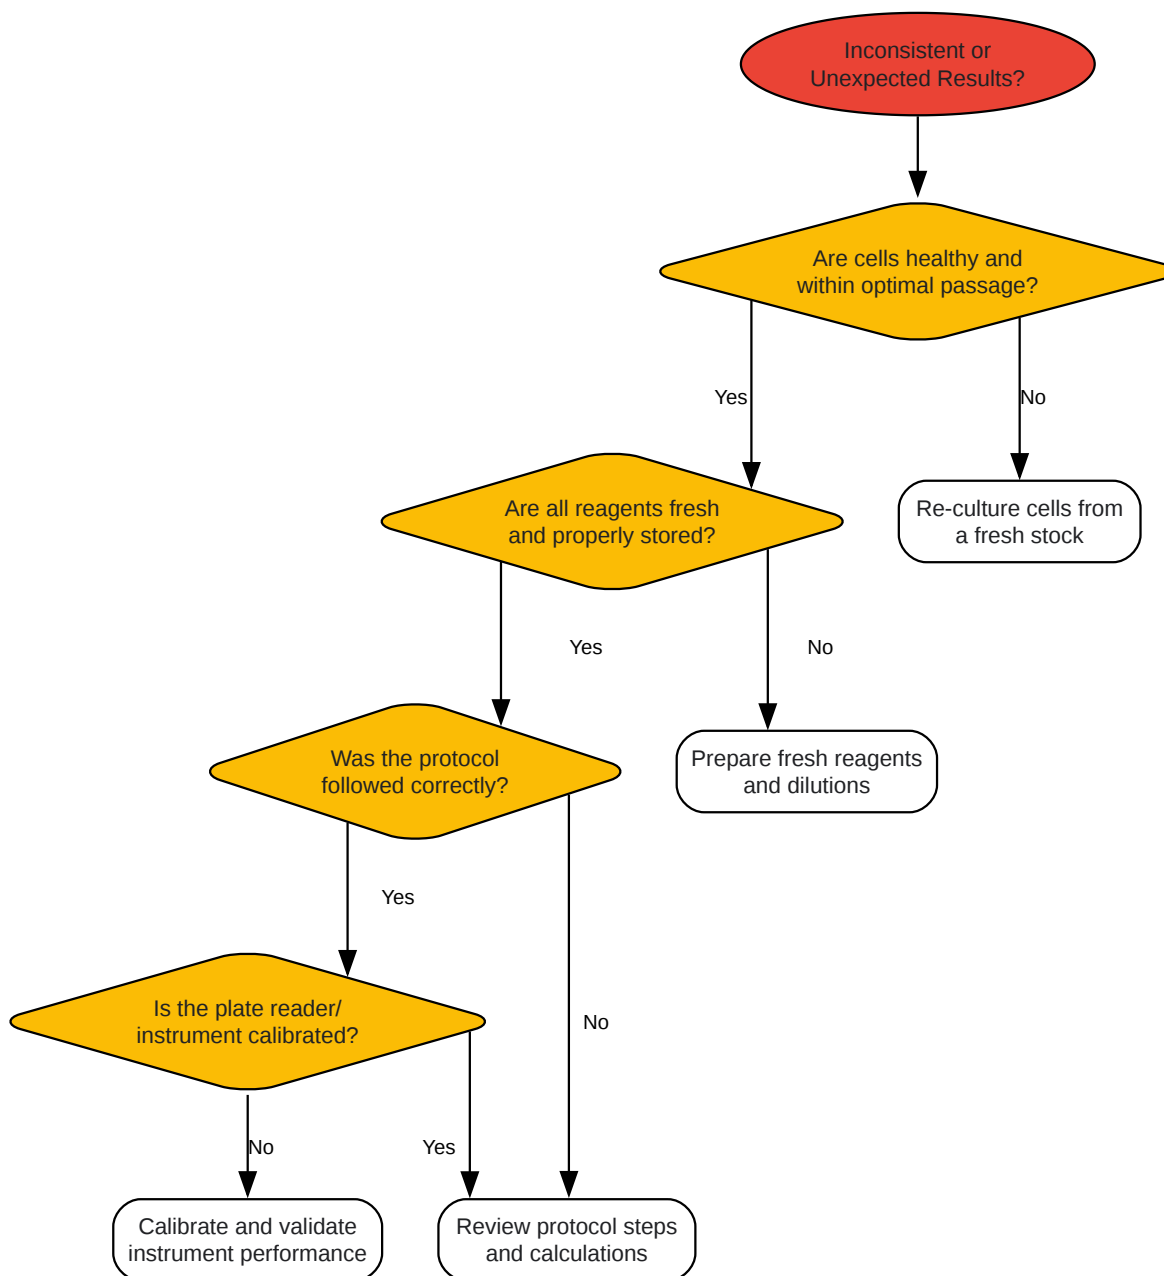 Inconsistent or
Unexpected Results?
Are cells healthy and
within optimal passage?
Yes
No
Are all reagents fresh
and properly stored?
Re-culture cells from
a fresh stock
Yes
No
Was the protocol
followed correctly?
Prepare fresh reagents
and dilutions
Yes
Is the plate reader/
instrument calibrated?
No
No
Yes
Calibrate and validate
instrument performance
Review protocol steps
and calculations